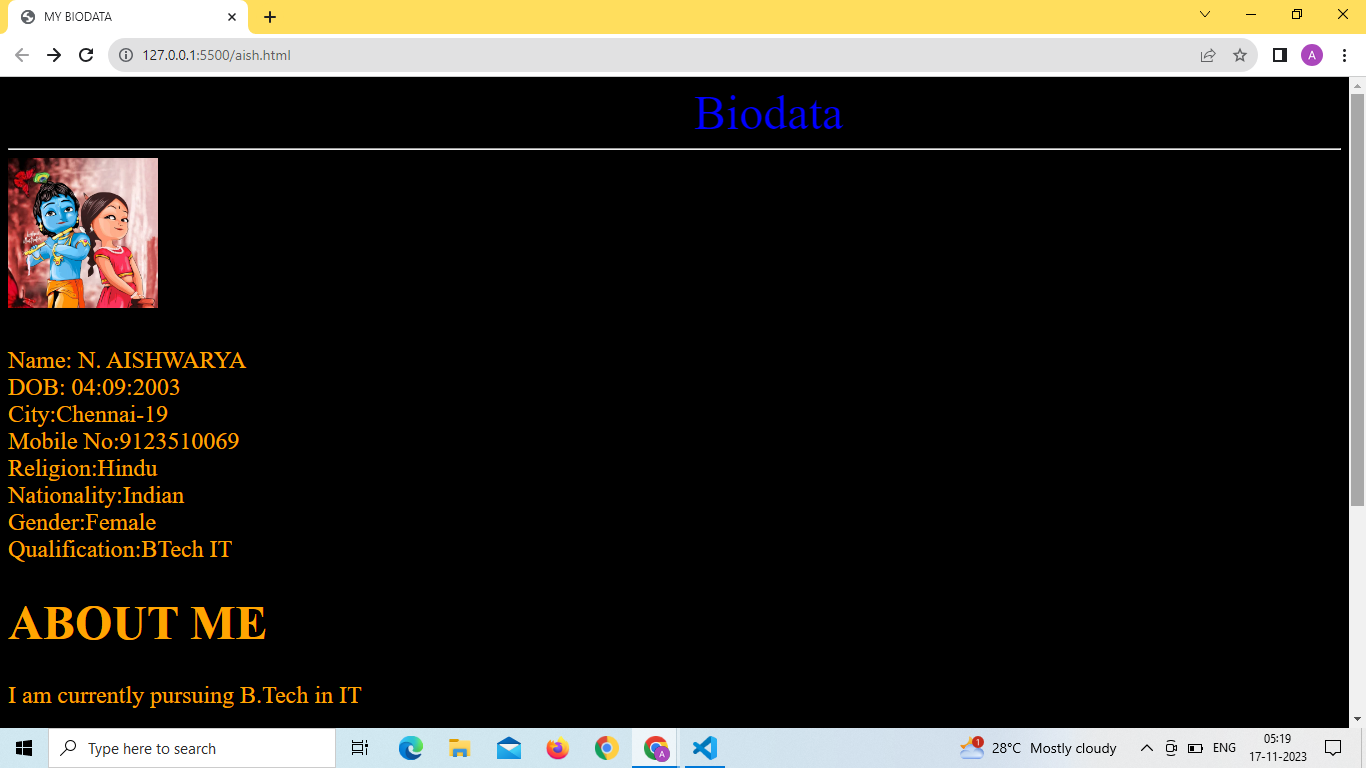 MY BIODATA
127.0.0.1:5500/aish.html
A
Biodata
Name: N. AISHWARYA
DOB: 04:09:2003
City:Chennai-19
Mobile No:9123510069
Religion:Hindu
Nationality:Indian
Gender:Female
Qualification:BTech IT
ABOUT ME
I am currently pursuing B.Tech in IT
Type here to search
A
1
28°C Mostly cloudy
ENG
05:19
17-11-2023